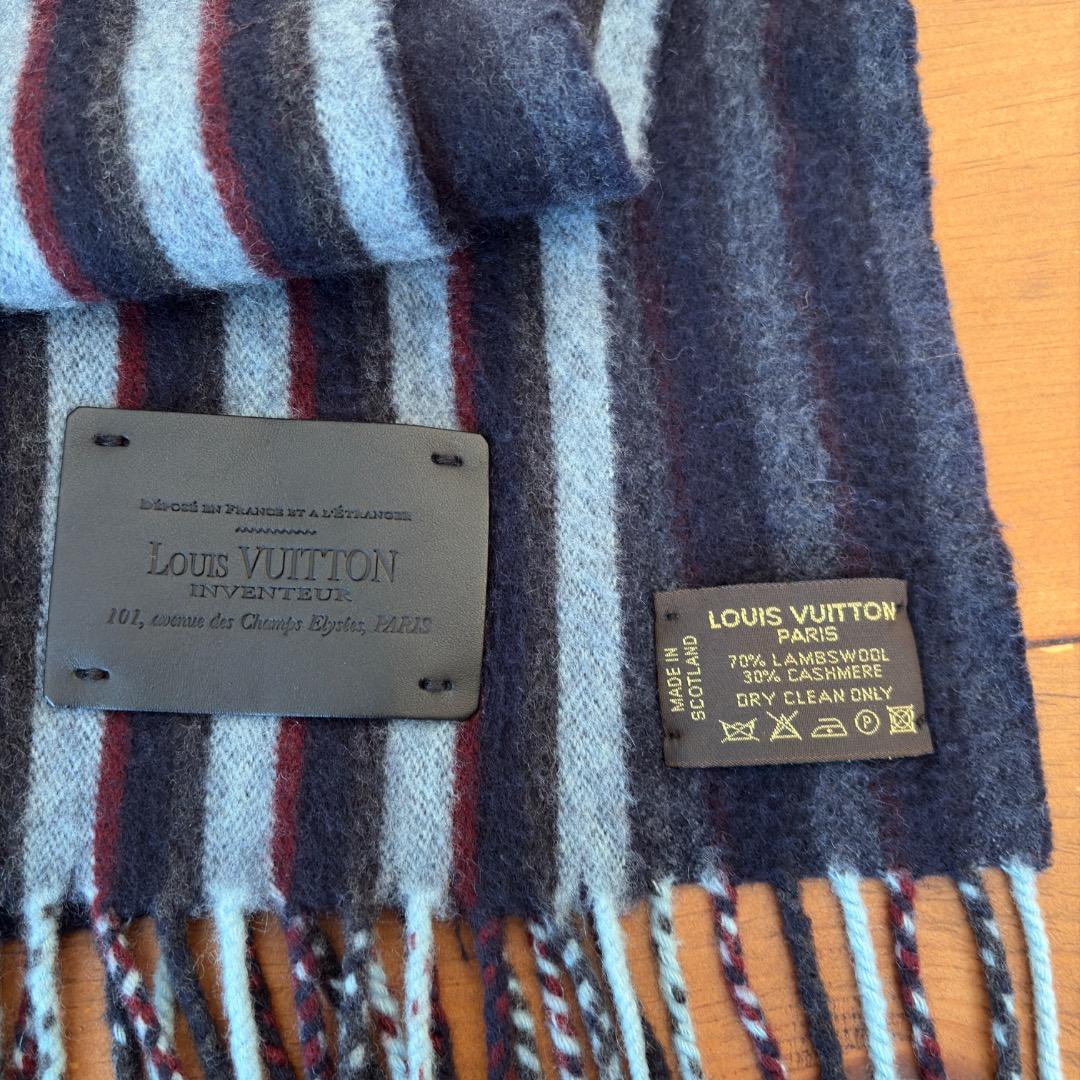 Déposé en France et a l'Étranger
Louis VUITTON
INVENTEUR
101, avenue des Champs Elysées, PARIS
LOUIS VUITTON
PARIS
MADE IN
SCOTLAND
70% LAMBSWOOL
30% CASHMERE
DRY CLEAN ONLY
P